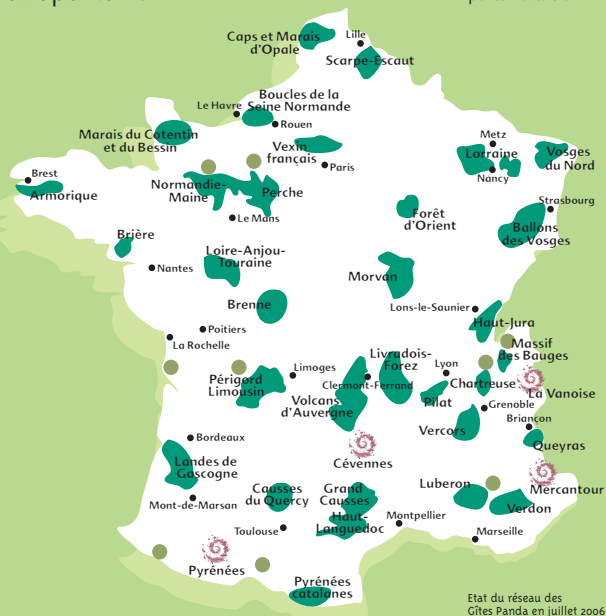 Caps et Marais
d'Opale
Lille
Scarpe-Escaut
Boucles de la
Seine Normande
Le Havre
Rouen
Marais du Cotentin
et du Bessin
Vexin
français
Paris
Metz
Lorraine
Nancy
Vosges
du Nord
Brest
Armorique
Normandie-
Maine
Perche
Strasbourg
Le Mans
Forêt
d'Orient
Ballons
des Vosges
Brière
Loire-Anjou-
Touraine
Nantes
Morvan
Brenne
Lons-le-Saunier
Haut-Jura
Poitiers
La Rochelle
Massif
des Bauges
Limoges
Livradois-
Forez
Lyon
Périgord
Limousin
Clermont-Ferrand
Chartreuse
La Vanoise
Volcans
d'Auvergne
Pilat
Grenoble
Briançon
Vercors
Queyras
Bordeaux
Cévennes
Landes de
Gascogne
Mercantour
Causses
du Quercy
Grand
Causses
Luberon
Mont-de-Marsan
Verdon
Haut-
Languedoc
Montpellier
Toulouse
Marseille
Pyrénées
Pyrénées
catalanes
Etat du réseau des
Gîtes Panda en juillet 2006